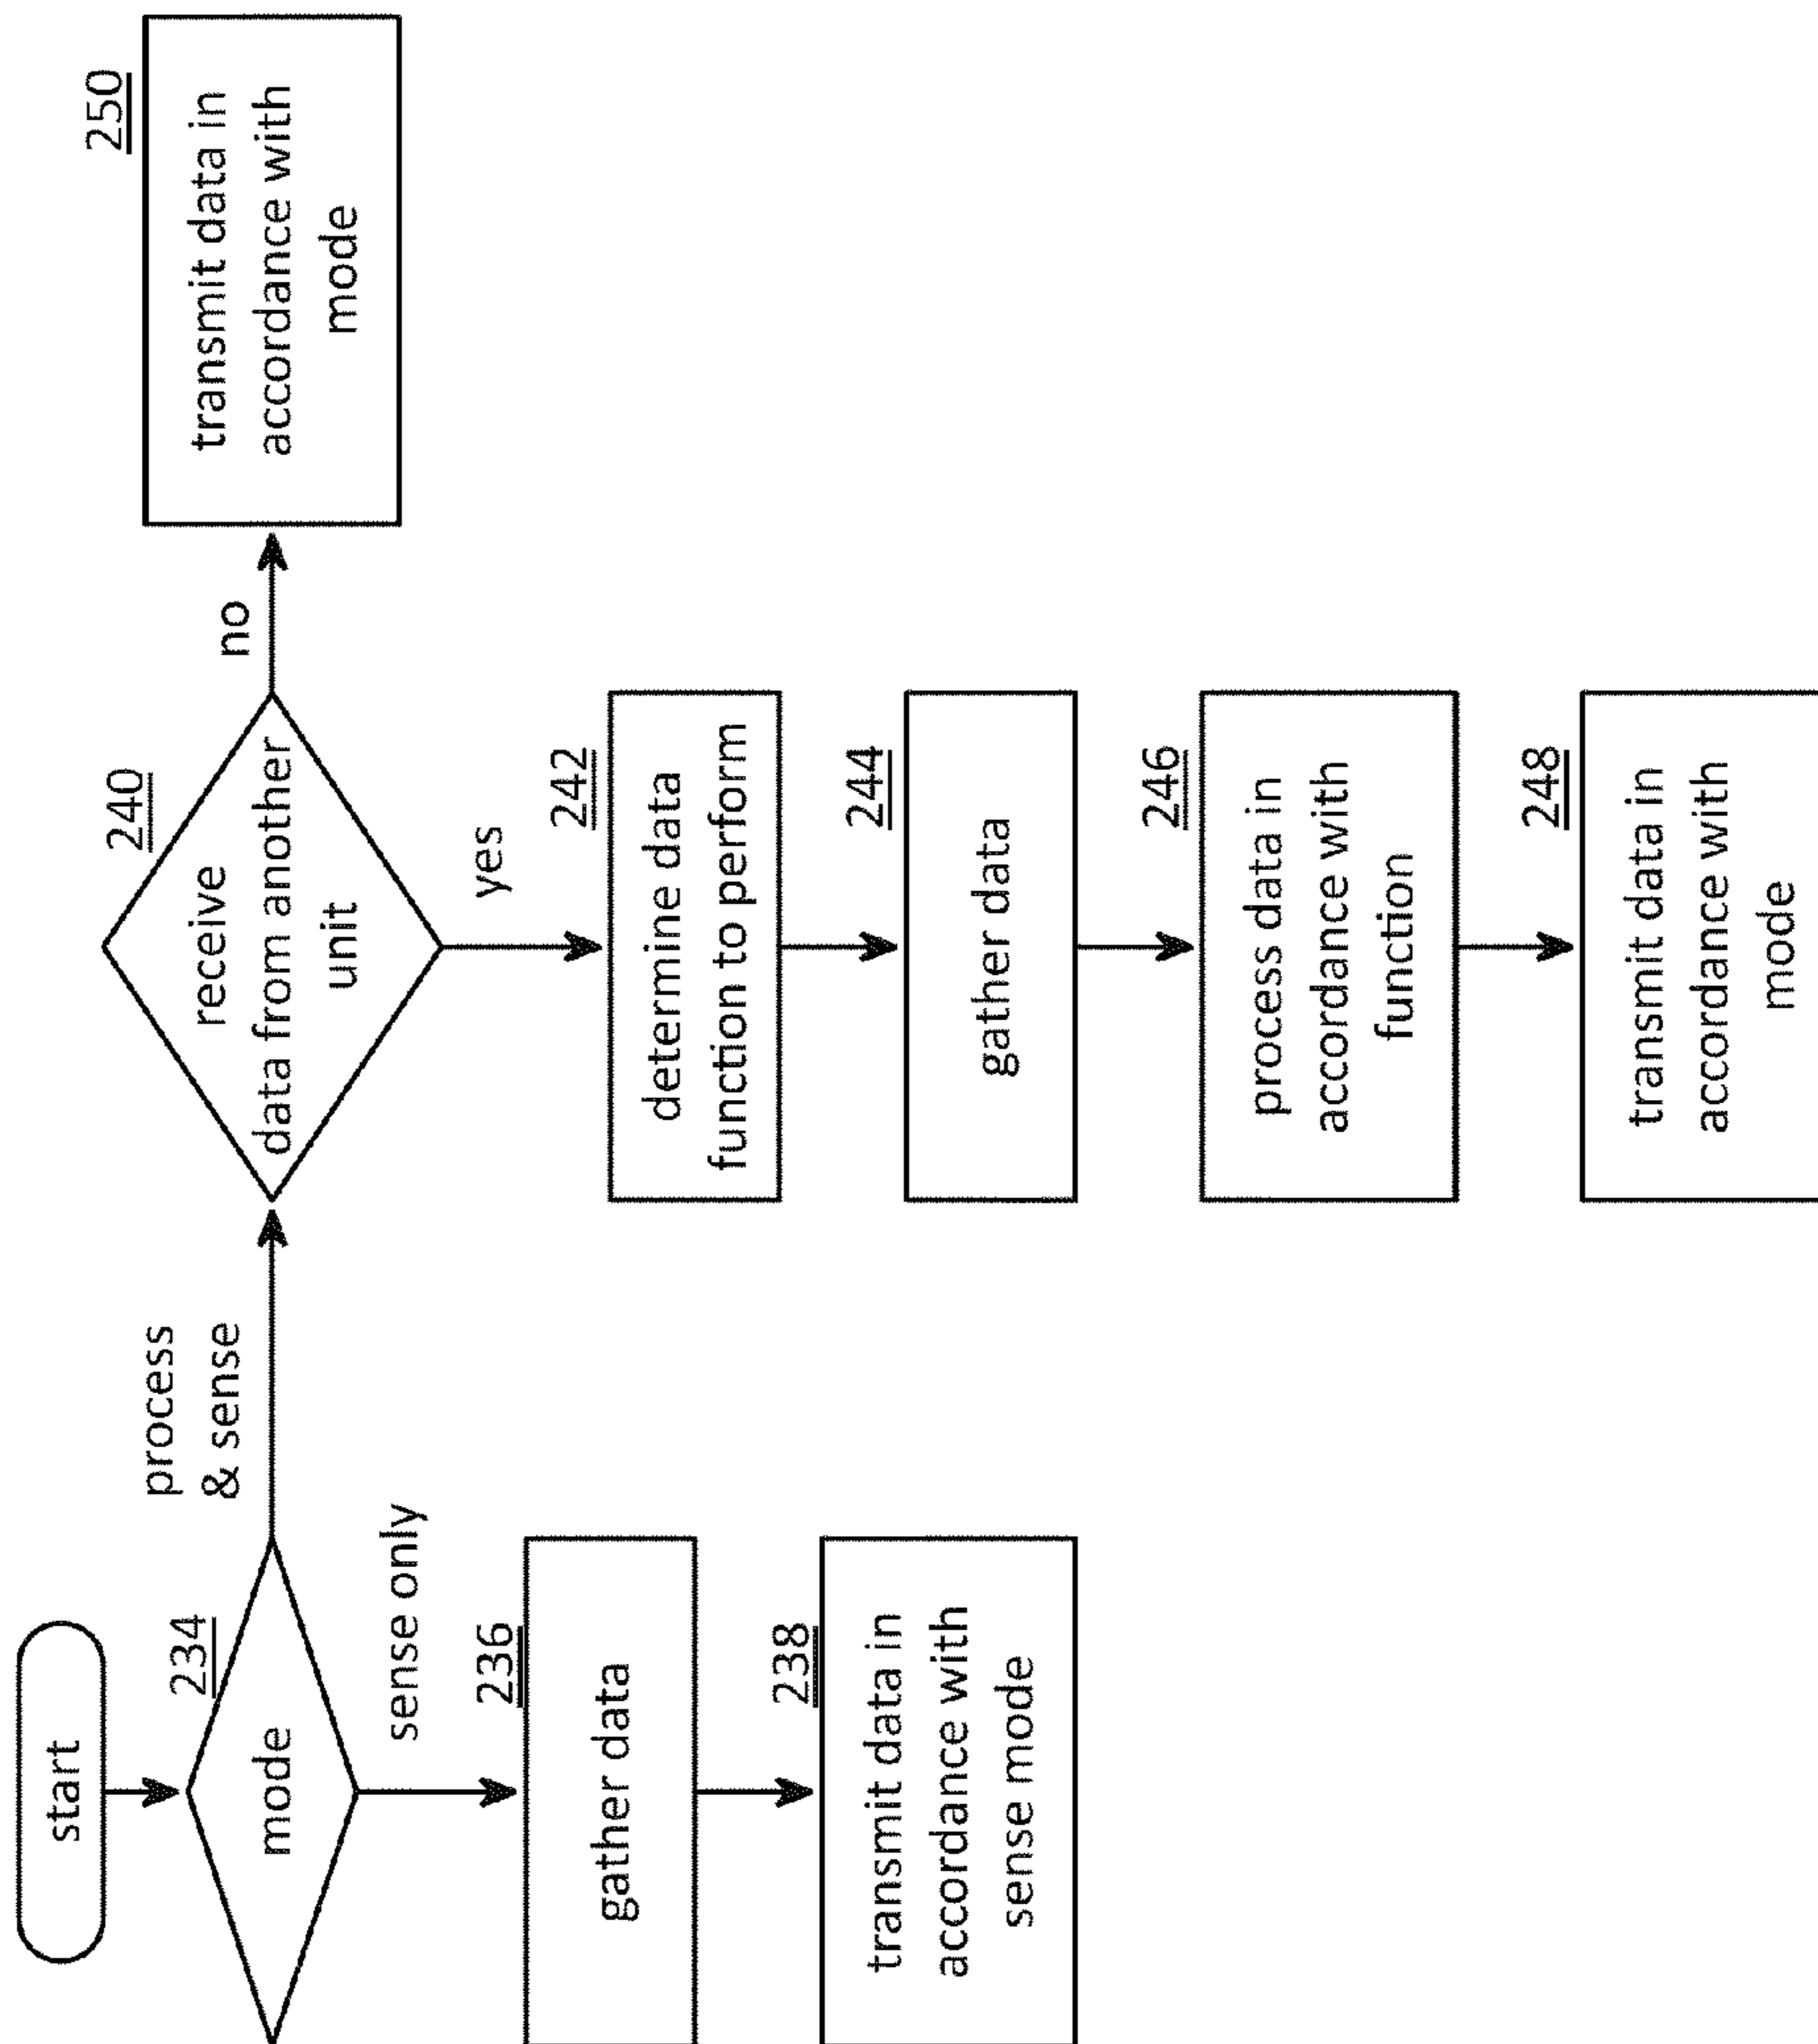 start
234
mode
process
& sense
sense only
236
gather data
238
transmit data in
accordance with
sense mode
240
receive
data from another
unit
no
yes
242
determine data
function to perform
244
gather data
246
process data in
accordance with
function
248
transmit data in
accordance with
mode
250
transmit data in
accordance with
mode